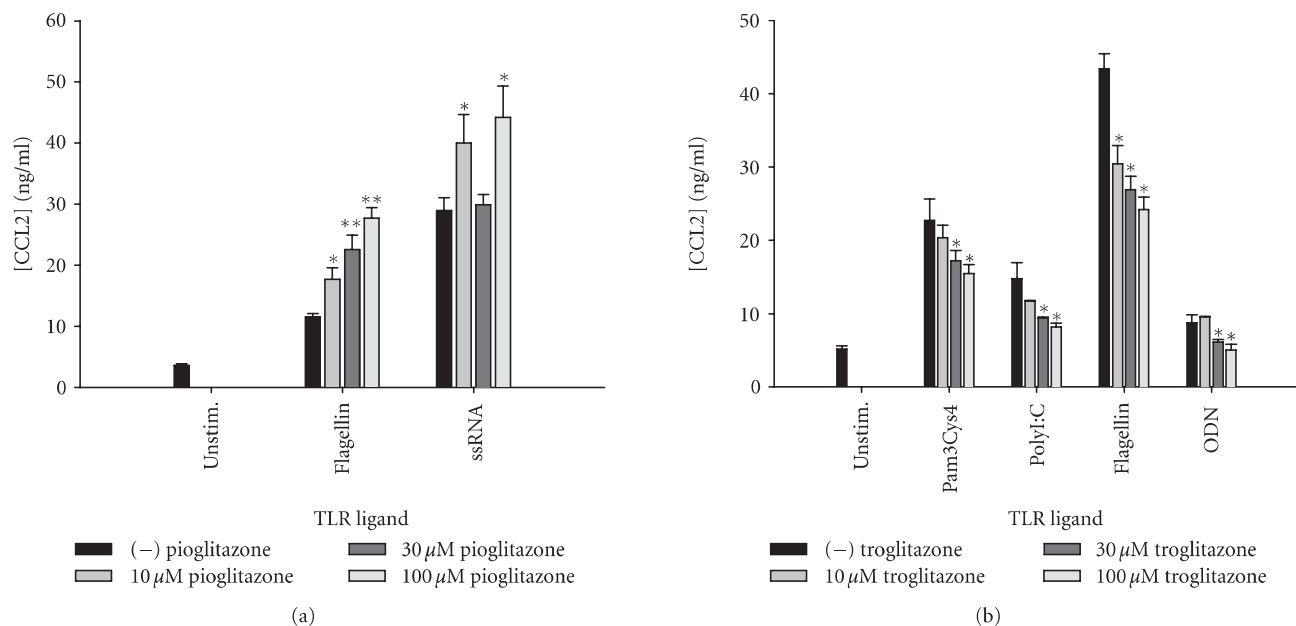 60
50
40
30
20
10
0
[CCL2] (ng/ml)
*
**
**
*
*
Unstim.
Flagellin
ssRNA
TLR ligand
(−) pioglitazone
30 μM pioglitazone
10 μM pioglitazone
100 μM pioglitazone
(a)
50
40
30
20
10
0
[CCL2] (ng/ml)
*
*
*
*
*
*
*
*
*
Unstim.
Pam3Cys4
PolyI:C
Flagellin
ODN
TLR ligand
(−) troglitazone
30 μM troglitazone
10 μM troglitazone
100 μM troglitazone
(b)